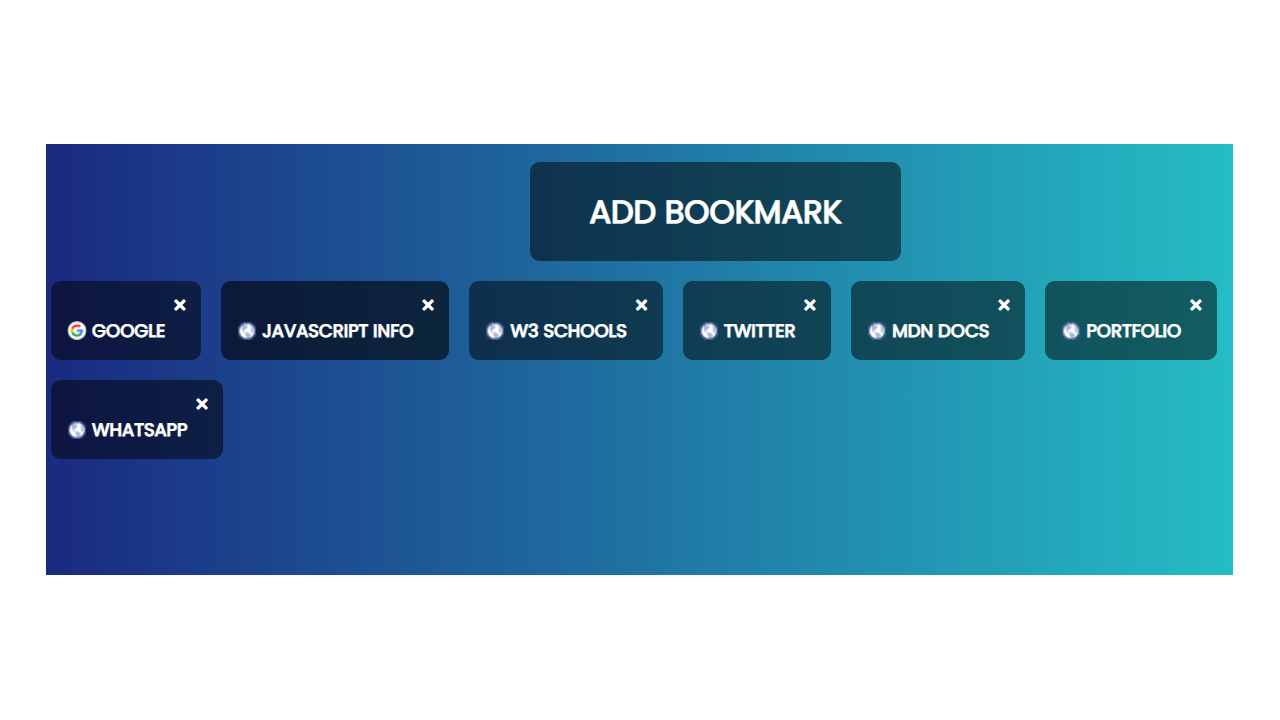 ADD BOOKMARK
GOOGLE
JAVASCRIPT INFO
W3 SCHOOLS
TWITTER
MDN DOCS
PORTFOLIO
WHATSAPP